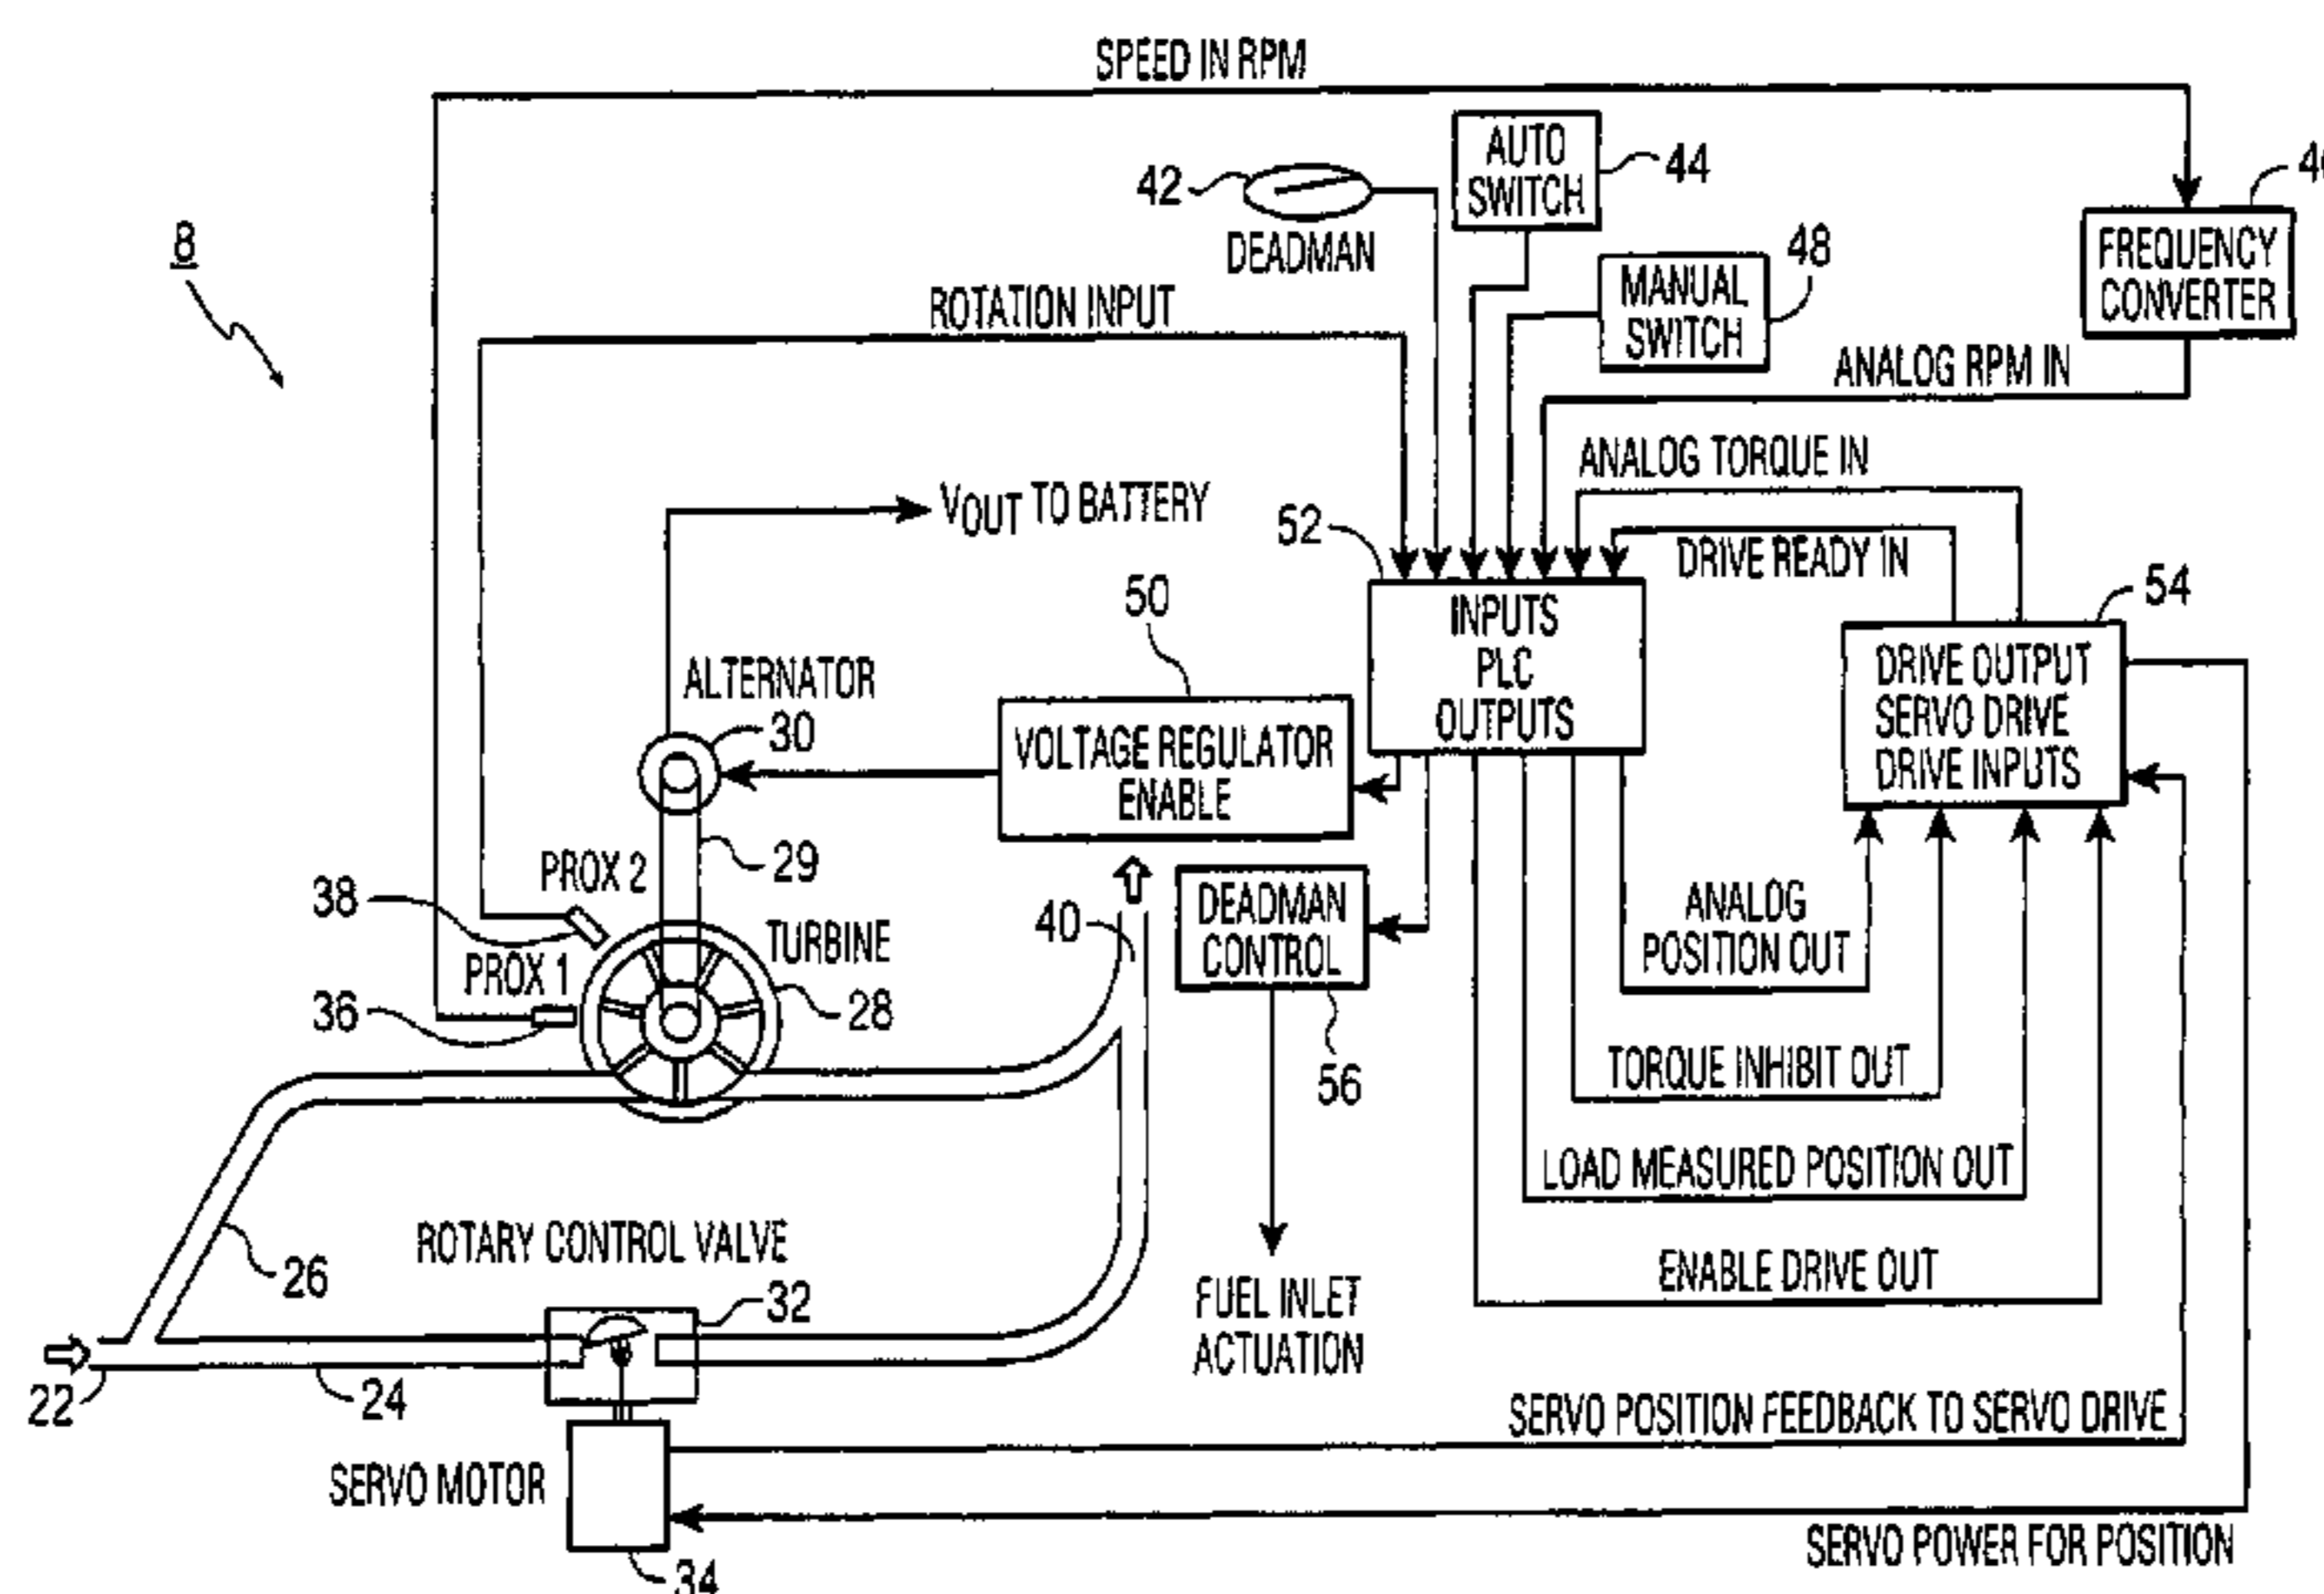 SPEED IN RPM
AUTO
SWITCH
44
42
DEADMAN
8
MANUAL
SWITCH
48
FREQUENCY
CONVERTER
ROTATION INPUT
ANALOG RPM IN
ANALOG TORQUE IN
VOUT TO BATTERY
52
DRIVE READY IN
54
50
INPUTS
PLC
OUTPUTS
DRIVE OUTPUT
SERVO DRIVE
DRIVE INPUTS
ALTERNATOR
30
VOLTAGE REGULATOR
ENABLE
29
PROX 2
38
40
DEADMAN
CONTROL
ANALOG
POSITION OUT
TURBINE
PROX 1
36
28
56
TORQUE INHIBIT OUT
LOAD MEASURED POSITION OUT
ROTARY CONTROL VALVE
26
32
FUEL INLET
ACTUATION
ENABLE DRIVE OUT
22
24
SERVO POSITION FEEDBACK TO SERVO DRIVE
SERVO MOTOR
34
SERVO POWER FOR POSITION